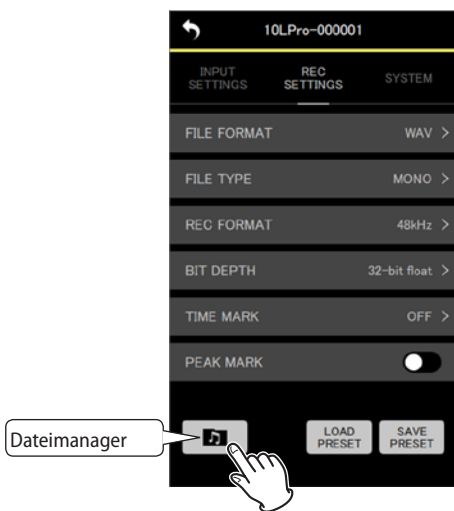 10LPro-000001
INPUT
SETTINGS
REC
SETTINGS
SYSTEM
FILE FORMAT WAV >
FILE TYPE MONO >
REC FORMAT 48kHz >
BIT DEPTH 32-bit float >
TIME MARK OFF >
PEAK MARK
Dateimanager
LOAD
PRESET
SAVE
PRESET